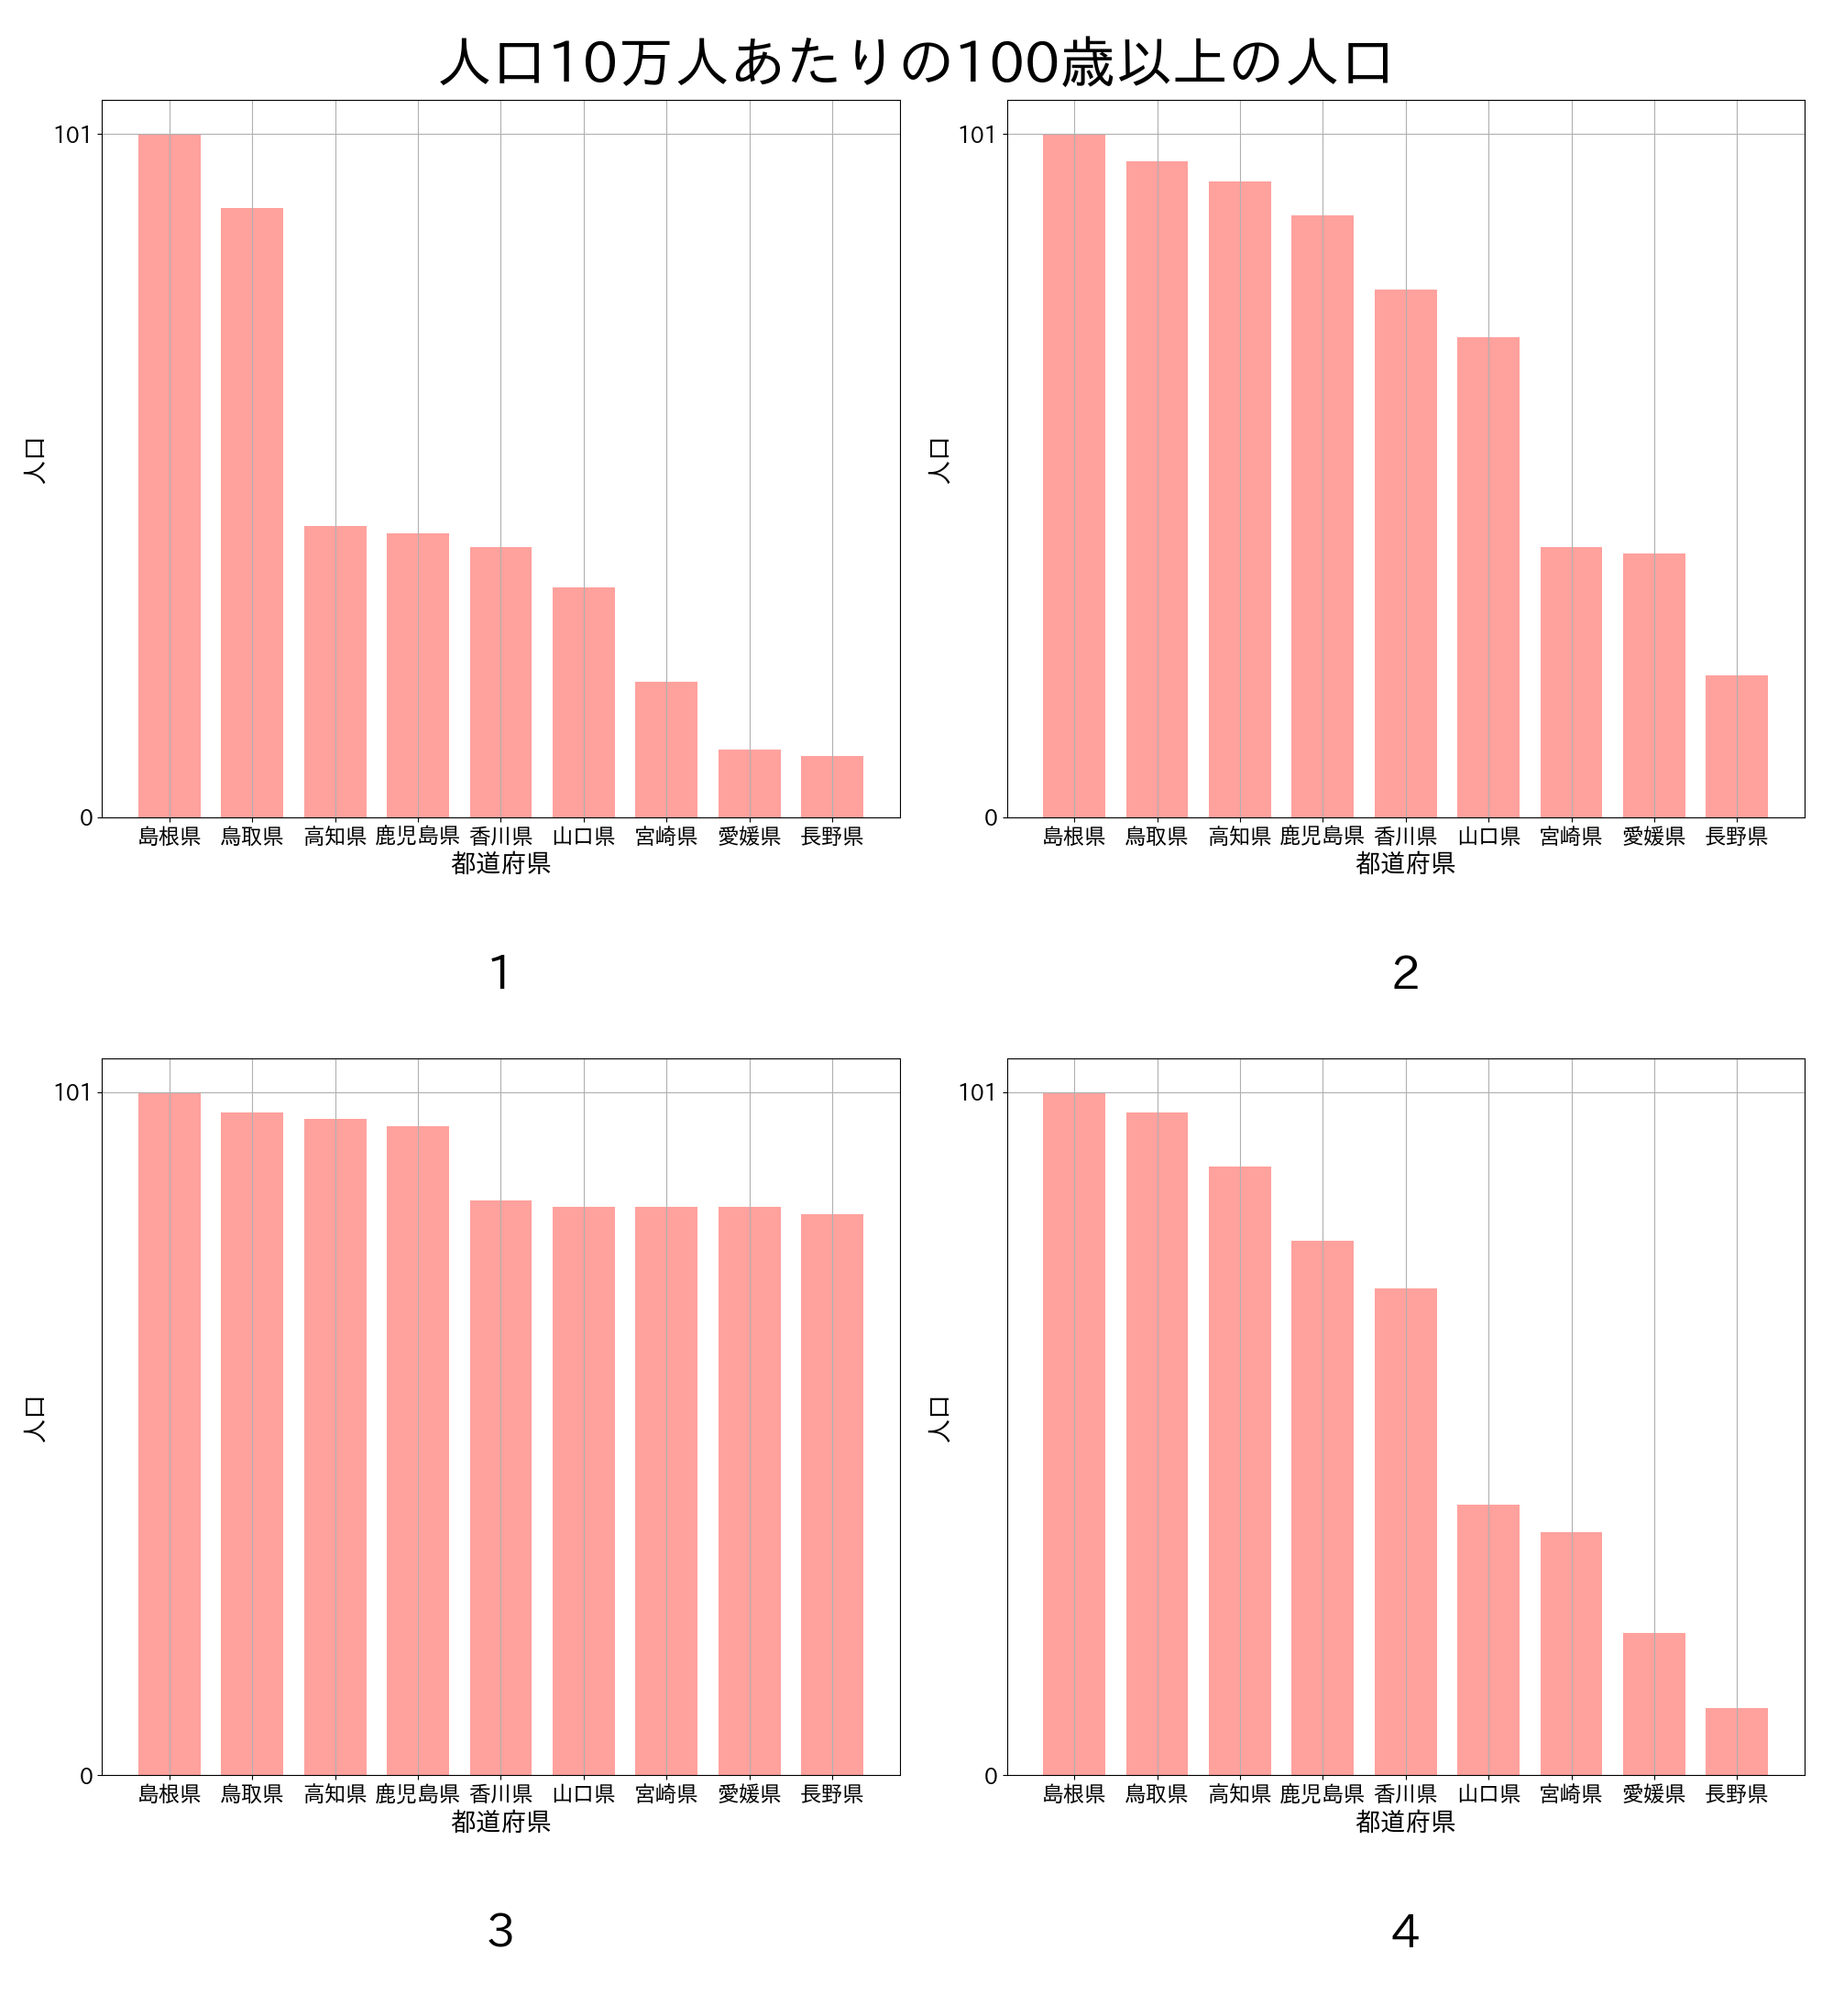 人口10万人あたりの100歳以上の人口
人口
101
0
島根県 鳥取県 高知県 鹿児島県 香川県 山口県 宮崎県 愛媛県 長野県
都道府県
1
人口
101
0
島根県 鳥取県 高知県 鹿児島県 香川県 山口県 宮崎県 愛媛県 長野県
都道府県
2
人口
101
0
島根県 鳥取県 高知県 鹿児島県 香川県 山口県 宮崎県 愛媛県 長野県
都道府県
3
人口
101
0
島根県 鳥取県 高知県 鹿児島県 香川県 山口県 宮崎県 愛媛県 長野県
都道府県
4